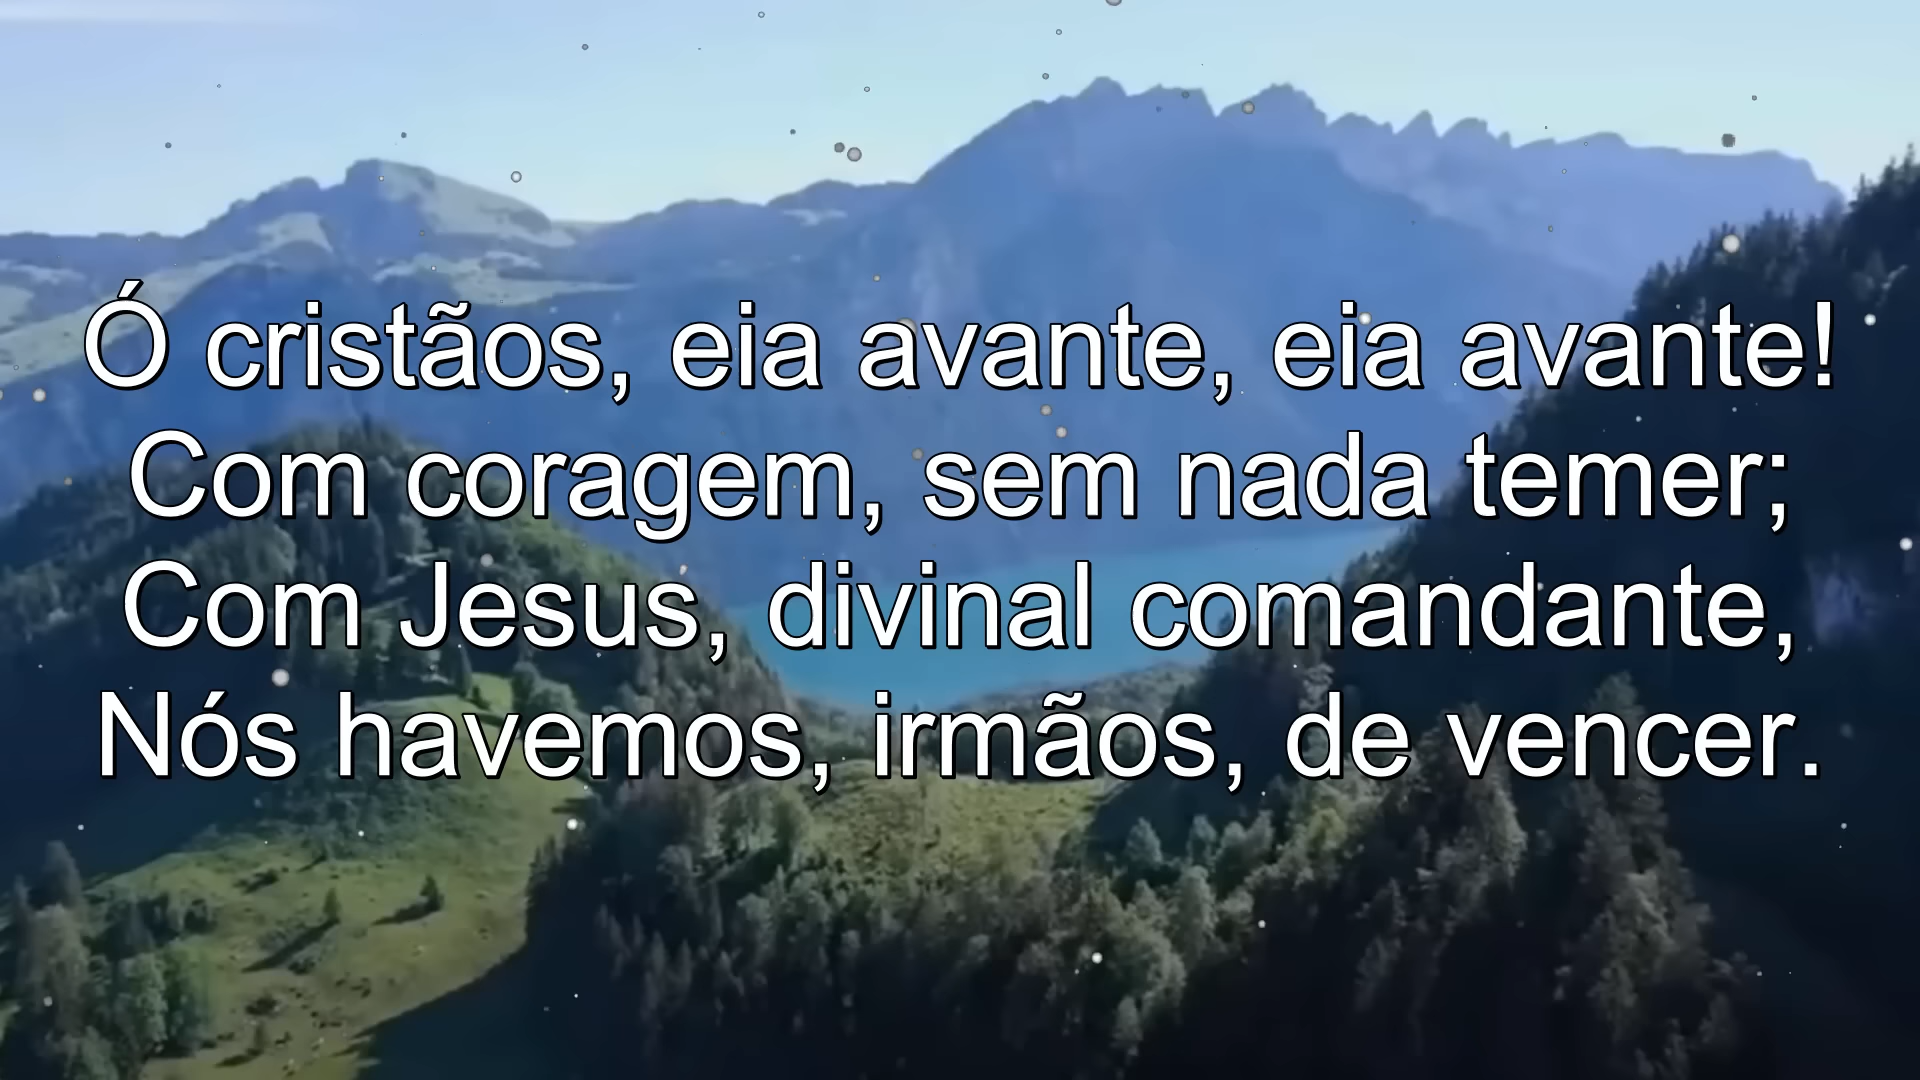 Ó cristãos, eia avante, eia avante!
Com coragem, sem nada temer;
Com Jesus, divinal comandante,
Nós havemos, irmãos, de vencer.